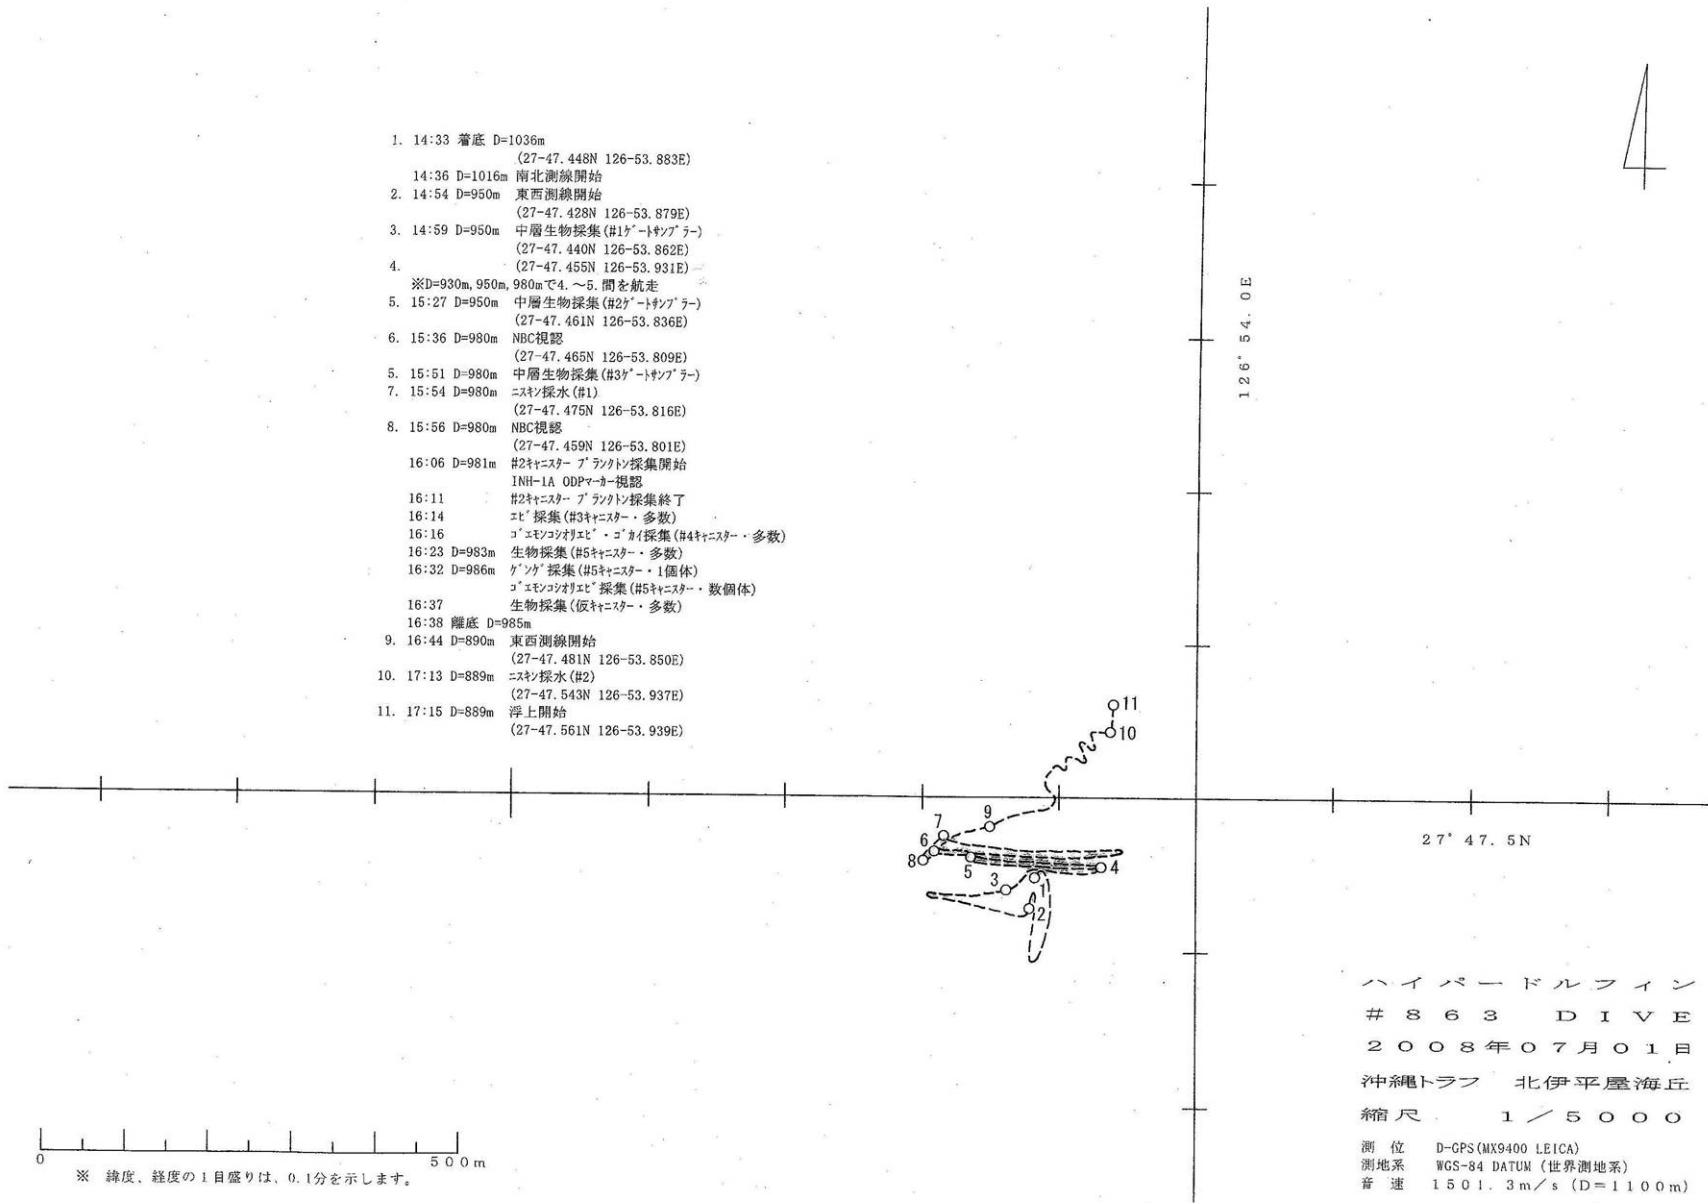 1. 14:33 着底 D=1036m
(27-47.448N 126-53.883E)
14:36 D=1016m 南北測線開始
2. 14:54 D=950m 東西測線開始
(27-47.428N 126-53.879E)
3. 14:59 D=950m 中層生物採集(#1ゲートサンプラー)
(27-47.440N 126-53.862E)
4. (27-47.455N 126-53.931E)
※D=930m, 950m, 980mで4.～5.間を航走
5. 15:27 D=950m 中層生物採集(#2ゲートサンプラー)
(27-47.461N 126-53.836E)
6. 15:36 D=980m NBC視認
(27-47.465N 126-53.809E)
5. 15:51 D=980m 中層生物採集(#3ゲートサンプラー)
7. 15:54 D=980m ニスキン採水(#1)
(27-47.475N 126-53.816E)
8. 15:56 D=980m NBC視認
(27-47.459N 126-53.801E)
16:06 D=981m #2キャニスター プランクトン採集開始
INH-1A ODPマーカー視認
16:11 #2キャニスター プランクトン採集終了
16:14 エビ採集(#3キャニスター・多数)
16:16 ゴエモンコシオリエビ・ゴカイ採集(#4キャニスター・多数)
16:23 D=983m 生物採集(#5キャニスター・多数)
16:32 D=986m ゲンゲ採集(#5キャニスター・1個体)
ゴエモンコシオリエビ採集(#5キャニスター・数個体)
16:37 生物採集(仮キャニスター・多数)
16:38 離底 D=985m
9. 16:44 D=890m 東西測線開始
(27-47.481N 126-53.850E)
10. 17:13 D=889m ニスキン採水(#2)
(27-47.543N 126-53.937E)
11. 17:15 D=889m 浮上開始
(27-47.561N 126-53.939E)
126°54.0E
11
10
9
7
6
8
5
4
3
1
2
27°47.5N
ハイパードルフィン
#863 DIVE
2008年07月01日
沖縄トラフ 北伊平屋海丘
縮尺 1/5000
測位 D-GPS(MX9400 LEICA)
測地系 WGS-84 DATUM (世界測地系)
音速 1501.3m/s (D=1100m)
0 500m
※ 緯度、経度の1目盛りは、0.1分を示します。